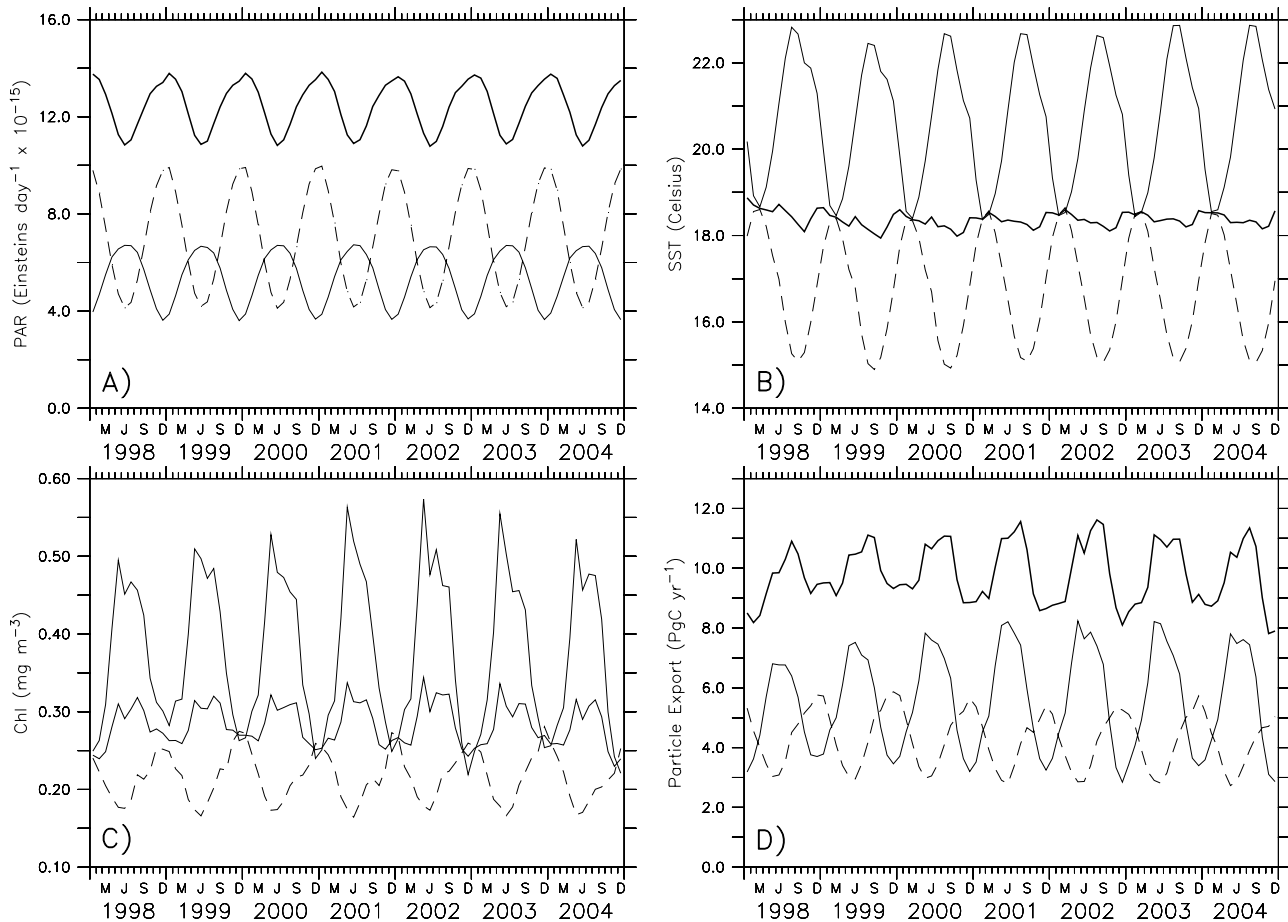 16.0
12.0
8.0
4.0
0.0
PAR (Einsteins day⁻¹ x 10⁻¹⁵)
A)
M J S D M J S D M J S D M J S D M J S D M J S D M J S D
1998 1999 2000 2001 2002 2003 2004
22.0
20.0
18.0
16.0
14.0
SST (Celsius)
B)
M J S D M J S D M J S D M J S D M J S D M J S D M J S D
1998 1999 2000 2001 2002 2003 2004
0.60
0.50
0.40
0.30
0.20
0.10
Chl (mg m⁻³)
C)
M J S D M J S D M J S D M J S D M J S D M J S D M J S D
1998 1999 2000 2001 2002 2003 2004
12.0
10.0
8.0
6.0
4.0
2.0
0.0
Particle Export (PgC yr⁻¹)
D)
M J S D M J S D M J S D M J S D M J S D M J S D M J S D
1998 1999 2000 2001 2002 2003 2004